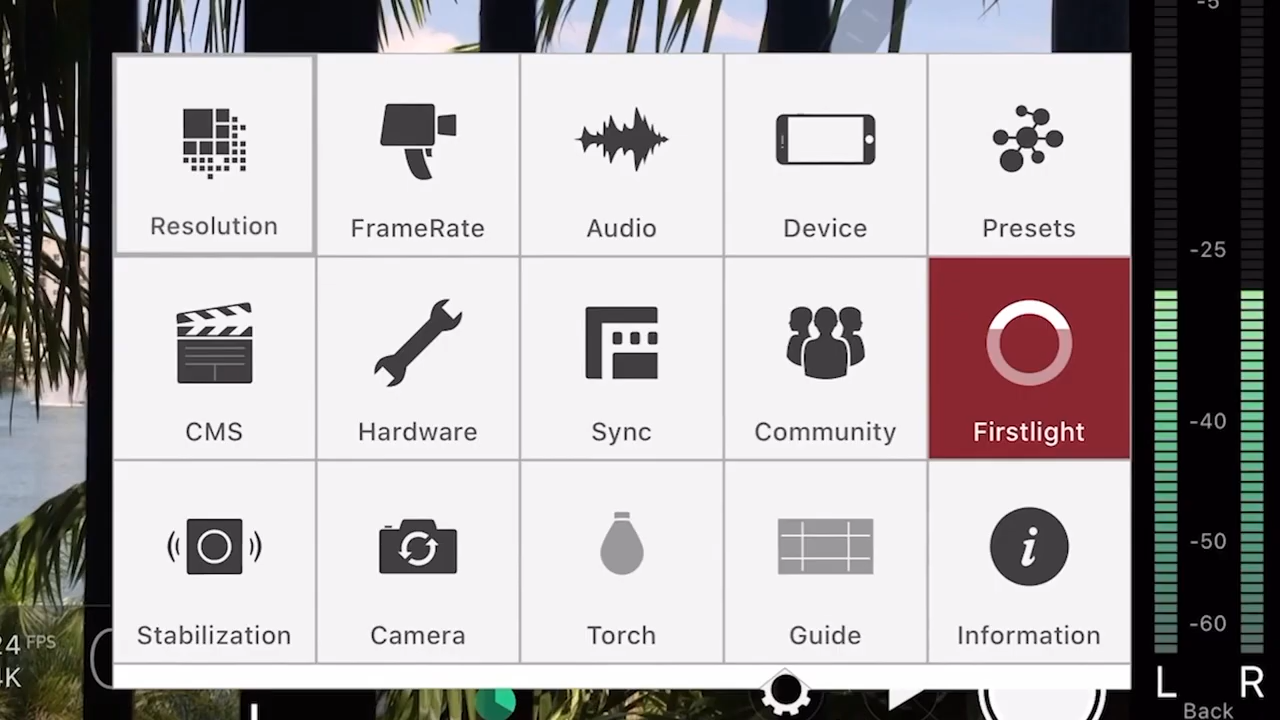 -5
Resolution
FrameRate
Audio
Device
Presets
-25
CMS
Hardware
Sync
Community
Firstlight
-40
-50
Stabilization
Camera
Torch
Guide
Information
-60
24 FPS
4K
L
R
Back